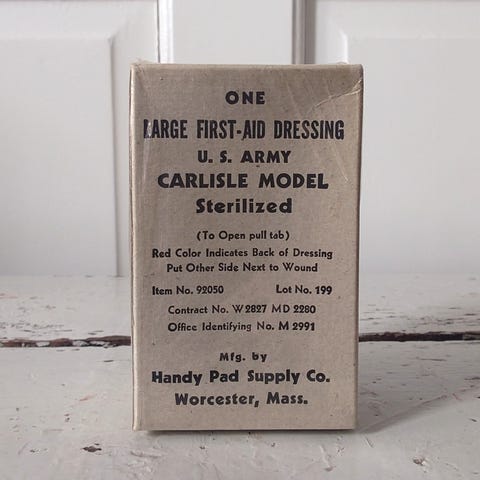 ONE
LARGE FIRST-AID DRESSING
U. S. ARMY
CARLISLE MODEL
Sterilized
(To Open pull tab)
Red Color Indicates Back of Dressing
Put Other Side Next to Wound
Item No. 92050 Lot No. 199
Contract No. W 2827 MD 2280
Office Identifying No. M 2991
Mfg. by
Handy Pad Supply Co.
Worcester, Mass.